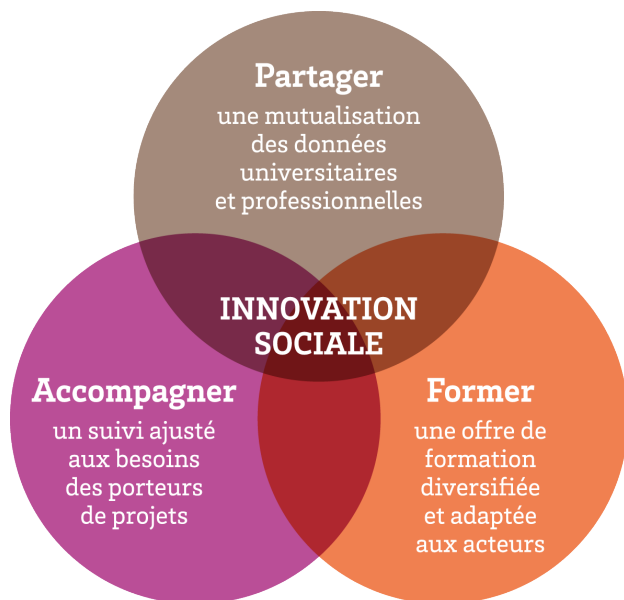 Partager
une mutualisation
des données
universitaires
et professionnelles
INNOVATION
SOCIALE
Accompagner
un suivi ajusté
aux besoins
des porteurs
de projets
Former
une offre de
formation
diversifiée
et adaptée
aux acteurs